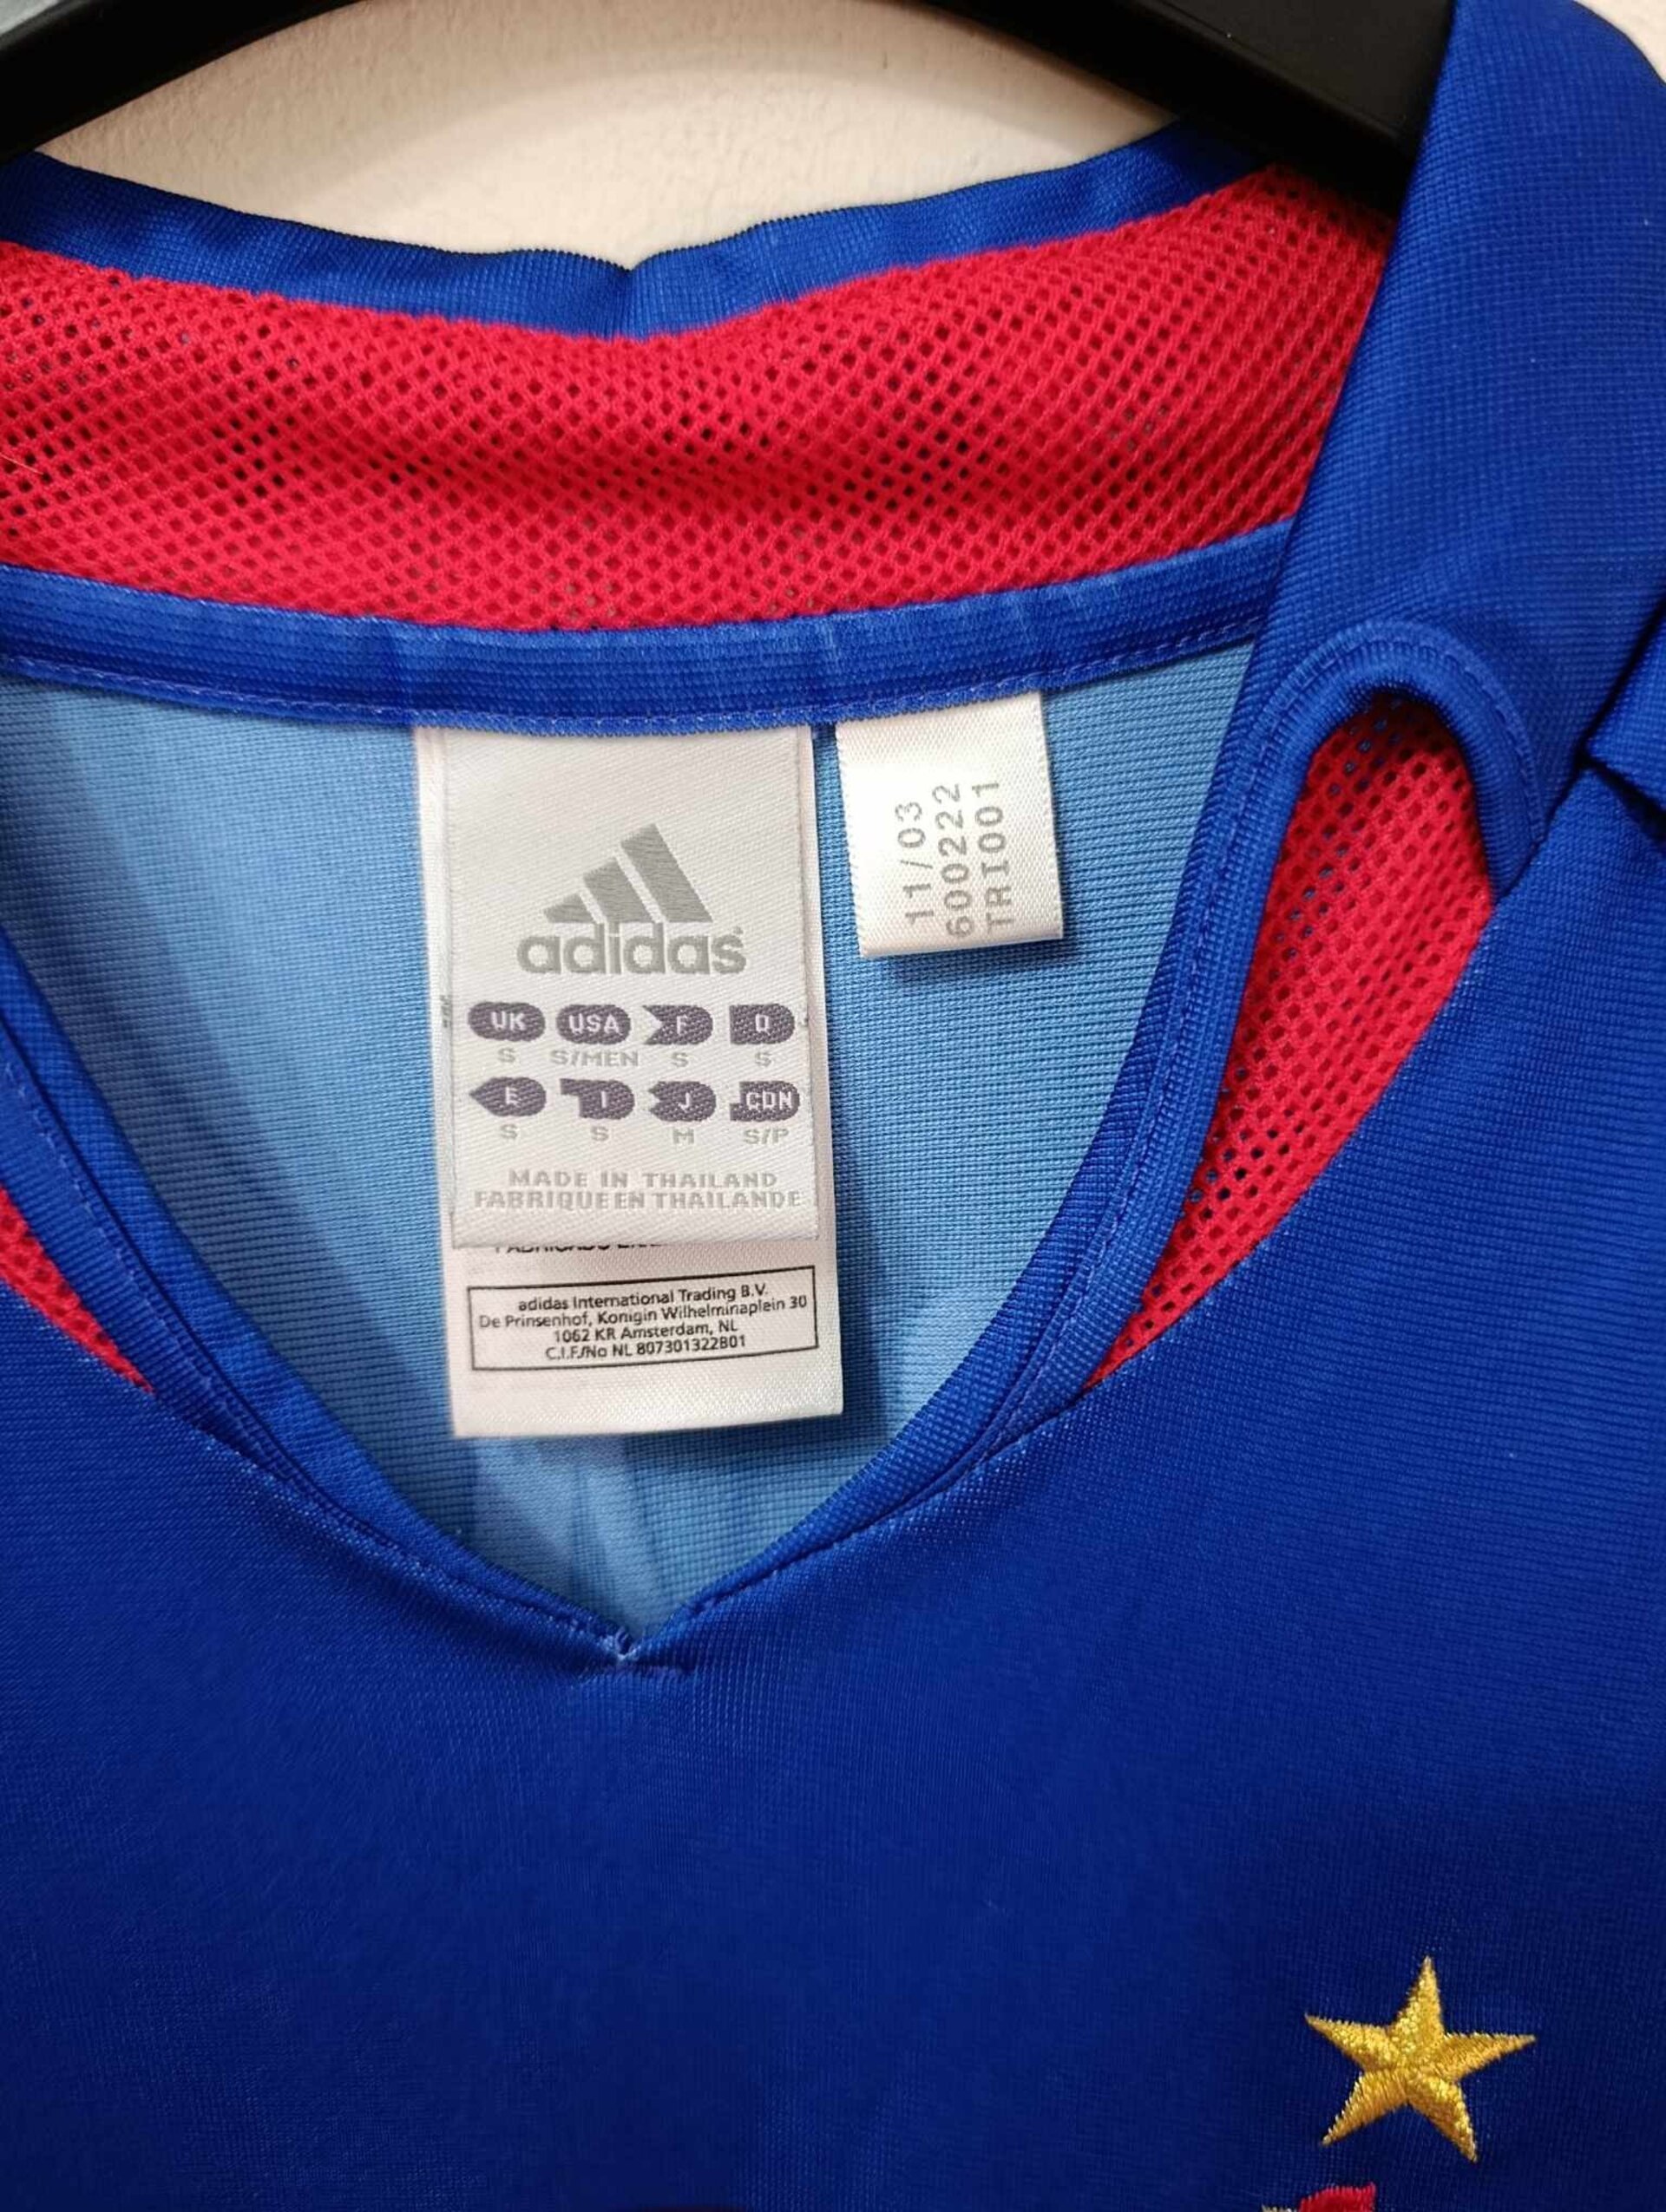 adidas
UK USA F D
S S/MEN S S
E I J CDN
S S M S/P
MADE IN THAILAND
FABRIQUE EN THAILANDE
adidas International Trading B.V.
De Prinsenhof, Konigin Wilhelminaplein 30
1062 KR Amsterdam, NL
C.I.F./No NL 807301322B01
11/03
600222
TRI001